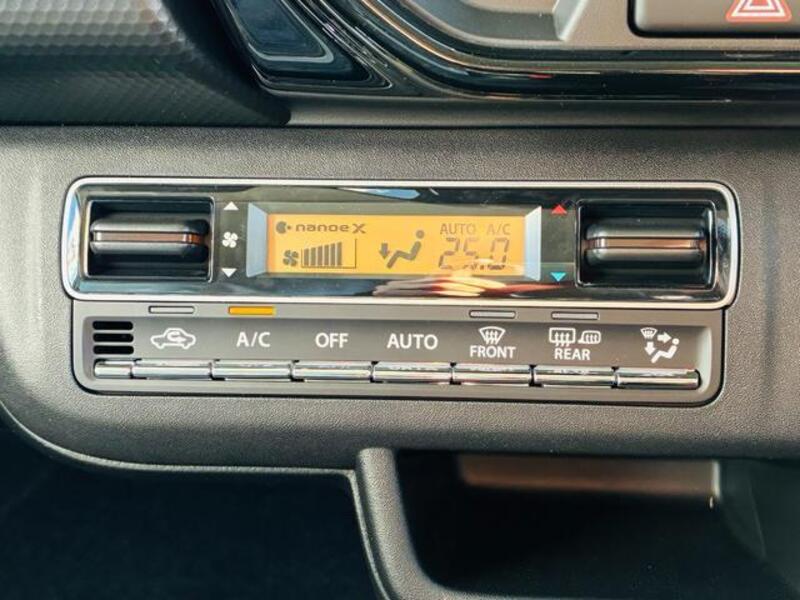 nanoe X
AUTO A/C
25.0
A/C
OFF
AUTO
FRONT
REAR